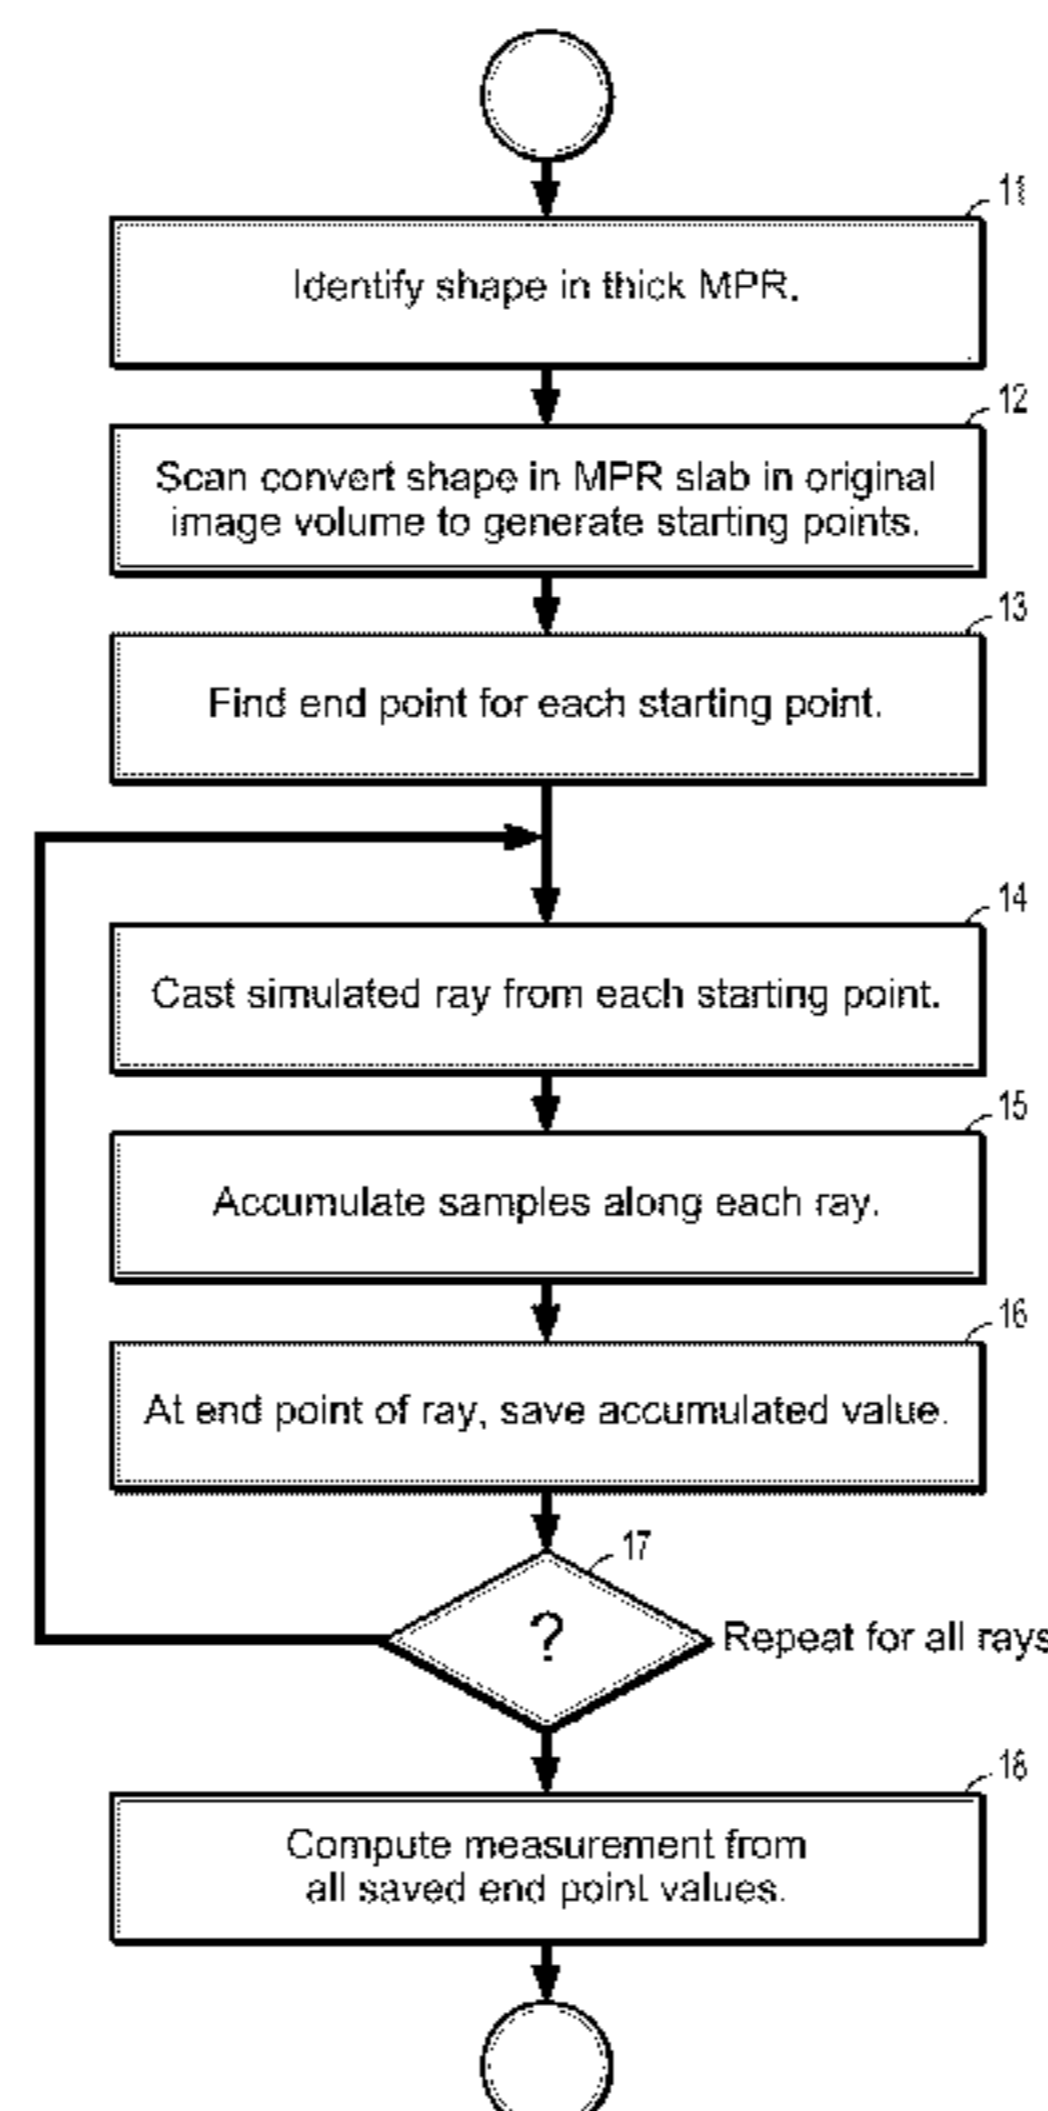 11
Identify shape in thick MPR.
12
Scan convert shape in MPR slab in original
image volume to generate starting points.
13
Find end point for each starting point.
14
Cast simulated ray from each starting point.
15
Accumulate samples along each ray.
16
At end point of ray, save accumulated value.
17
?
Repeat for all rays
18
Compute measurement from
all saved end point values.